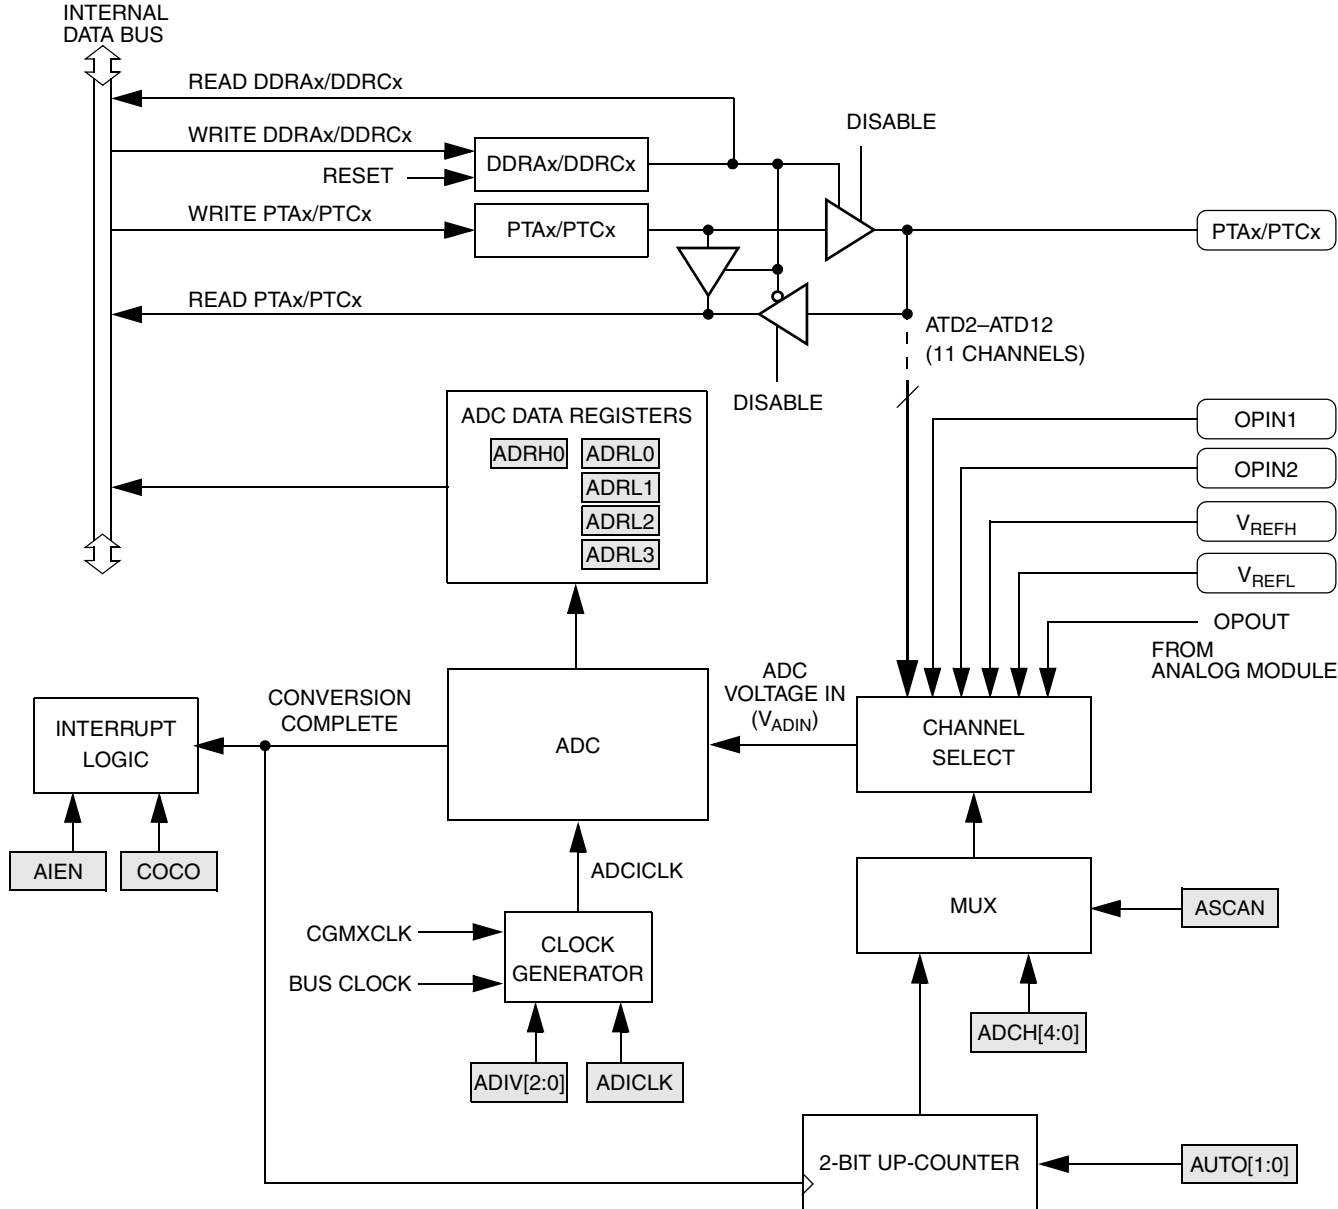 INTERNAL
DATA BUS
READ DDRAx/DDRCx
WRITE DDRAx/DDRCx
RESET
DDRAx/DDRCx
DISABLE
WRITE PTAx/PTCx
PTAx/PTCx
PTAx/PTCx
READ PTAx/PTCx
ATD2–ATD12
(11 CHANNELS)
DISABLE
ADC DATA REGISTERS
ADRH0
ADRL0
ADRL1
ADRL2
ADRL3
OPIN1
OPIN2
VREFH
VREFL
OPOUT
FROM
ANALOG MODULE
ADC
VOLTAGE IN
(VADIN)
CONVERSION
COMPLETE
INTERRUPT
LOGIC
ADC
CHANNEL
SELECT
AIEN
COCO
ADCICLK
MUX
ASCAN
CGMXCLK
BUS CLOCK
CLOCK
GENERATOR
ADCH[4:0]
ADIV[2:0]
ADICLK
2-BIT UP-COUNTER
AUTO[1:0]